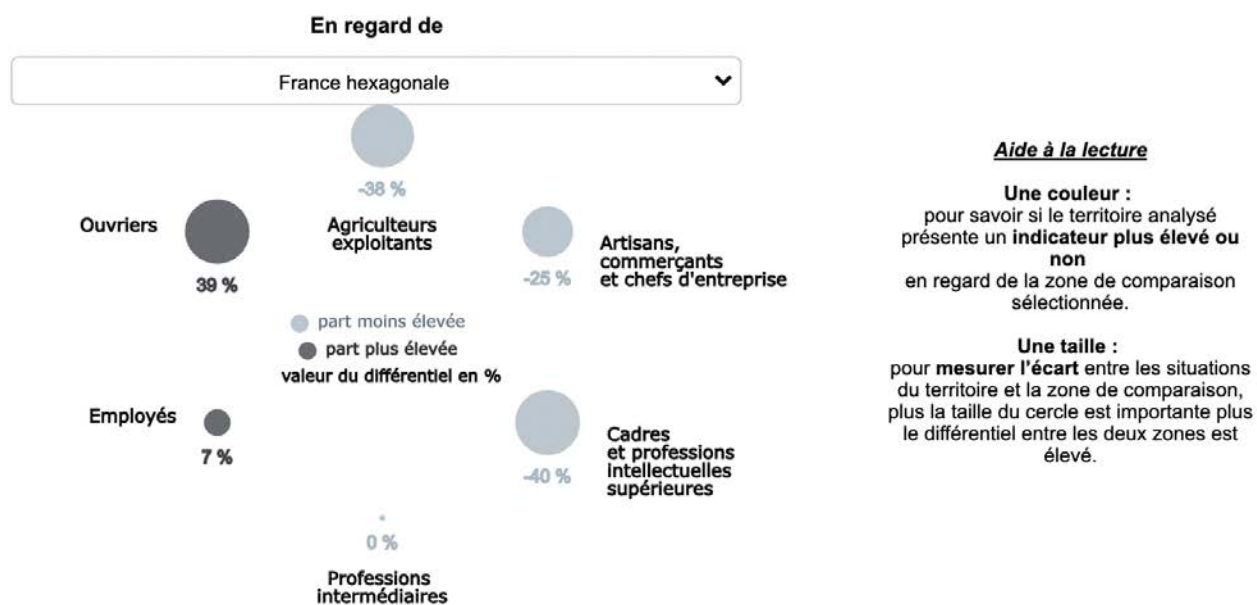 En regard de
France hexagonale
-38 %
Agriculteurs
exploitants
Ouvriers
39 %
-25 %
Artisans,
commerçants
et chefs d'entreprise
part moins élevée
part plus élevée
valeur du différentiel en %
Employés
7 %
-40 %
Cadres
et professions
intellectuelles
supérieures
0 %
Professions
intermédiaires
Aide à la lecture
Une couleur :
pour savoir si le territoire analysé
présente un indicateur plus élevé ou
non
en regard de la zone de comparaison
sélectionnée.
Une taille :
pour mesurer l'écart entre les situations
du territoire et la zone de comparaison,
plus la taille du cercle est importante plus
le différentiel entre les deux zones est
élevé.